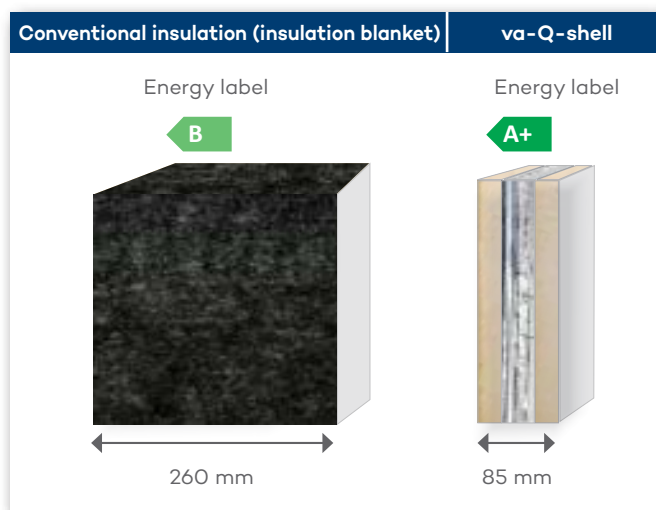 Conventional insulation (insulation blanket)
va-Q-shell
Energy label
Energy label
B
A+
260 mm
85 mm